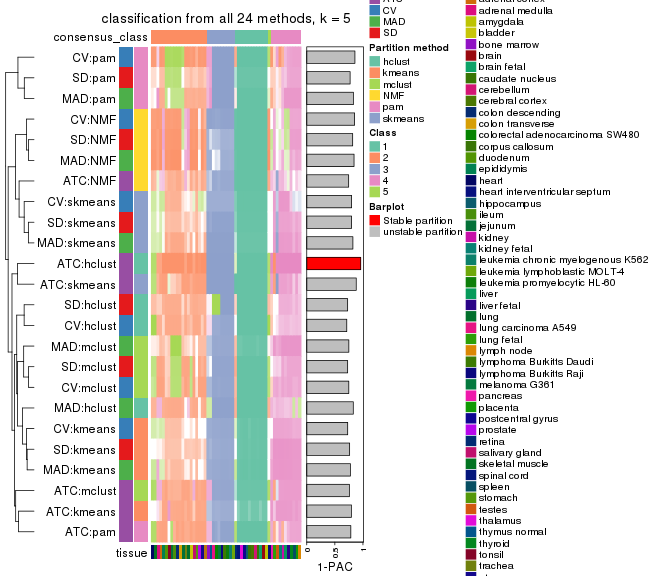 classification from all 24 methods, k = 5
consensus_class
CV:pam
SD:pam
MAD:pam
CV:NMF
SD:NMF
MAD:NMF
ATC:NMF
CV:skmeans
SD:skmeans
MAD:skmeans
ATC:hclust
ATC:skmeans
SD:hclust
CV:hclust
MAD:mclust
SD:mclust
CV:mclust
MAD:hclust
CV:kmeans
SD:kmeans
MAD:kmeans
ATC:mclust
ATC:kmeans
ATC:pam
tissue
0
0.5
1
1-PAC
CV
MAD
SD
Partition method
hclust
kmeans
mclust
NMF
pam
skmeans
Class
1
2
3
4
5
Barplot
Stable partition
unstable partition
adrenal medulla
amygdala
bladder
bone marrow
brain
brain fetal
caudate nucleus
cerebellum
cerebral cortex
colon descending
colon transverse
colorectal adenocarcinoma SW480
corpus callosum
duodenum
epididymis
heart
heart interventricular septum
hippocampus
ileum
jejunum
kidney
kidney fetal
leukemia chronic myelogenous K562
leukemia lymphoblastic MOLT-4
leukemia promyelocytic HL-60
liver
liver fetal
lung
lung carcinoma A549
lung fetal
lymph node
lymphoma Burkitts Daudi
lymphoma Burkitts Raji
melanoma G361
pancreas
placenta
postcentral gyrus
prostate
retina
salivary gland
skeletal muscle
spinal cord
spleen
stomach
testes
thalamus
thymus normal
thyroid
tonsil
trachea